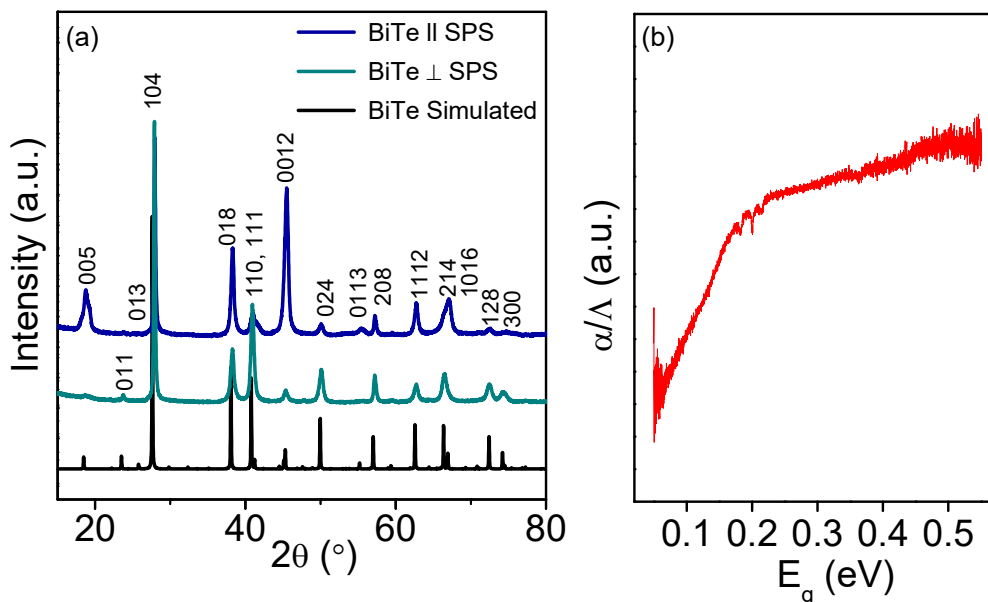 (a)
BiTe ll SPS
BiTe ⊥ SPS
BiTe Simulated
005
013
011
104
018
110, 111
0012
024
0113
208
1112
214
1016
128
300
Intensity (a.u.)
20
40
60
80
2θ (°)
(b)
α/Λ (a.u.)
0.1
0.2
0.3
0.4
0.5
E_g (eV)